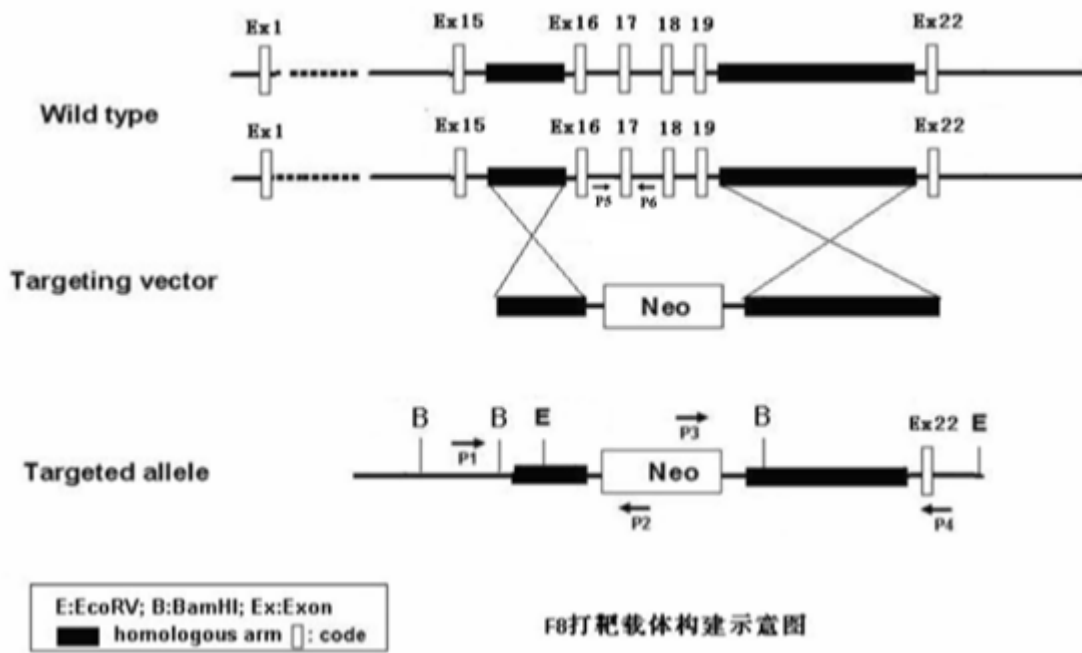 Ex1 Ex15 Ex16 17 18 19 Ex22
Wild type
Ex1 Ex15 Ex16 17 18 19 Ex22
P5 P6
Targeting vector
Neo
B B E P3 B Ex22 E
P1
Targeted allele
Neo
P2 P4
E:EcoRV; B:BamHI; Ex:Exon
homologous arm : code
F8打靶载体构建示意图